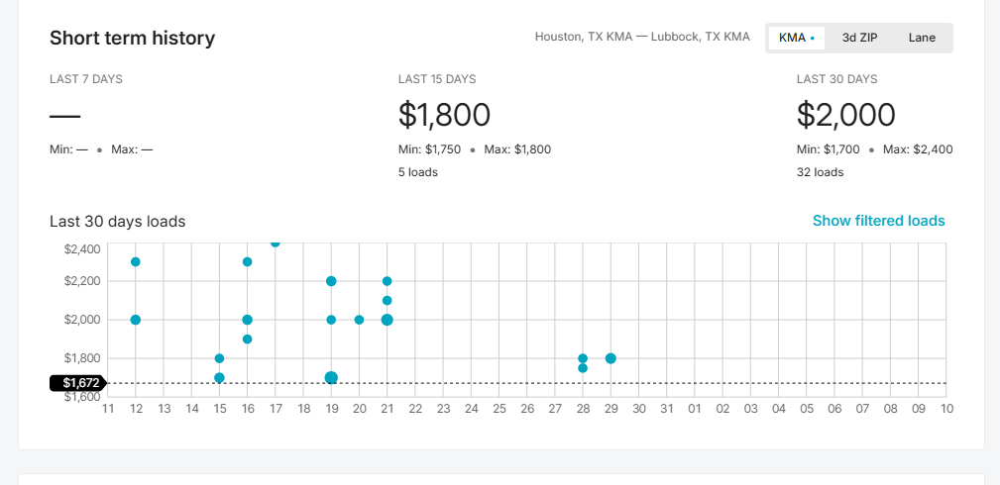 Short term history
Houston, TX KMA — Lubbock, TX KMA
KMA • 3d ZIP Lane
LAST 7 DAYS
—
Min: — • Max: —
LAST 15 DAYS
$1,800
Min: $1,750 • Max: $1,800
5 loads
LAST 30 DAYS
$2,000
Min: $1,700 • Max: $2,400
32 loads
Last 30 days loads
Show filtered loads
$2,400
$2,200
$2,000
$1,800
$1,672
$1,600
11 12 13 14 15 16 17 18 19 20 21 22 23 24 25 26 27 28 29 30 31 01 02 03 04 05 06 07 08 09 10